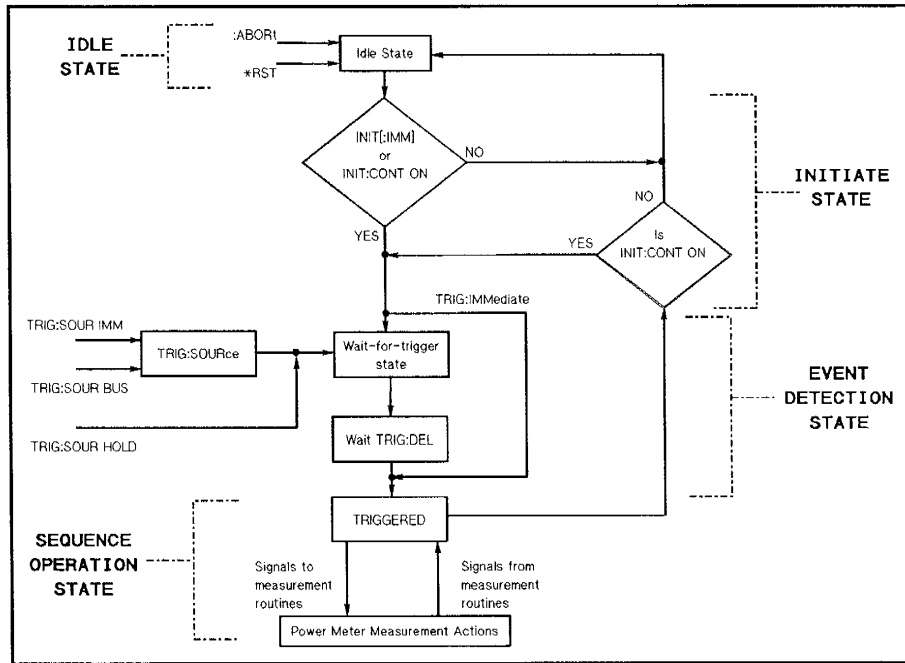 IDLE
STATE
:ABORt
*RST
Idle State
INIT[:IMM]
or
INIT:CONT ON
NO
YES
INITIATE
STATE
NO
Is
INIT:CONT ON
YES
TRIG:IMMediate
TRIG:SOUR IMM
TRIG:SOURce
TRIG:SOUR BUS
TRIG:SOUR HOLD
Wait-for-trigger
state
Wait TRIG:DEL
EVENT
DETECTION
STATE
TRIGGERED
SEQUENCE
OPERATION
STATE
Signals to
measurement
routines
Signals from
measurement
routines
Power Meter Measurement Actions